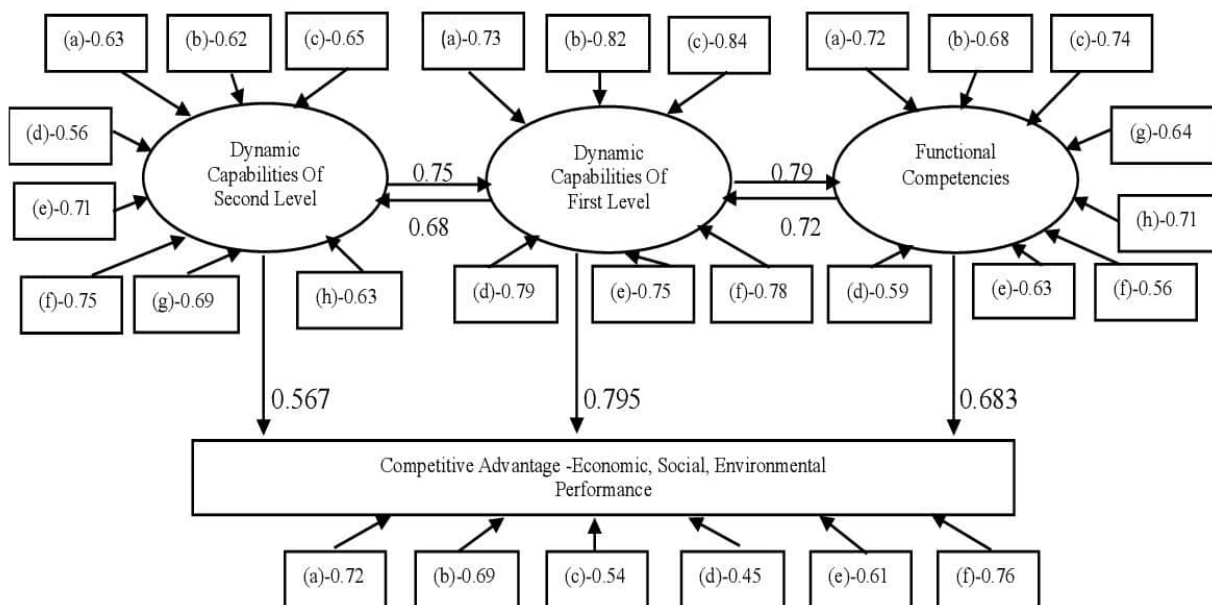 (a)-0.63
(b)-0.62
(c)-0.65
(a)-0.73
(b)-0.82
(c)-0.84
(a)-0.72
(b)-0.68
(c)-0.74
(d)-0.56
(g)-0.64
Dynamic
Capabilities Of
Second Level
Dynamic
Capabilities Of
First Level
Functional
Competencies
0.75
0.79
(e)-0.71
(h)-0.71
0.68
0.72
(f)-0.75
(g)-0.69
(h)-0.63
(d)-0.79
(e)-0.75
(f)-0.78
(d)-0.59
(e)-0.63
(f)-0.56
0.567
0.795
0.683
Competitive Advantage -Economic, Social, Environmental
Performance
(a)-0.72
(b)-0.69
(c)-0.54
(d)-0.45
(e)-0.61
(f)-0.76